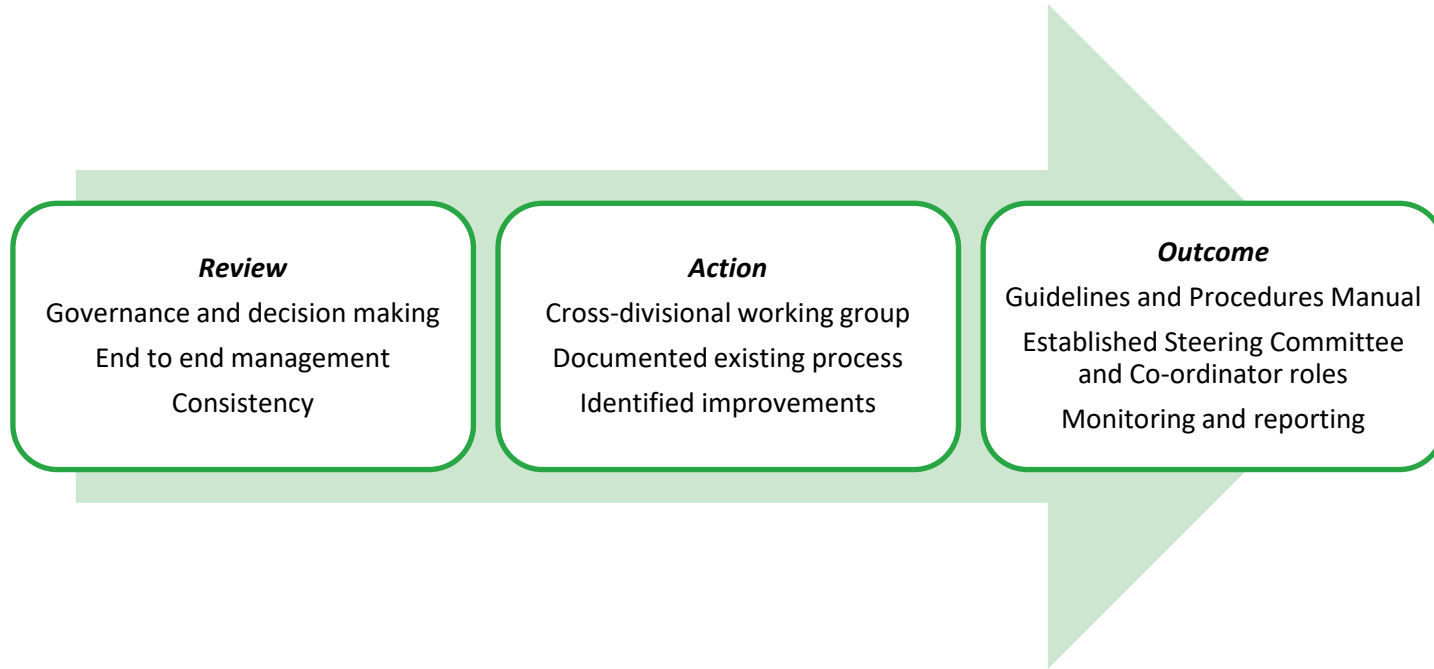 Review
Governance and decision making
End to end management
Consistency
Action
Cross-divisional working group
Documented existing process
Identified improvements
Outcome
Guidelines and Procedures Manual
Established Steering Committee
and Co-ordinator roles
Monitoring and reporting